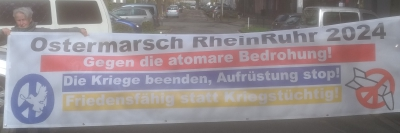 Ostermarsch RheinRuhr 2024
Gegen die atomare Bedrohung!
Die Kriege beenden, Aufrüstung stop!
Friedensfähig statt Kriegstüchtig!